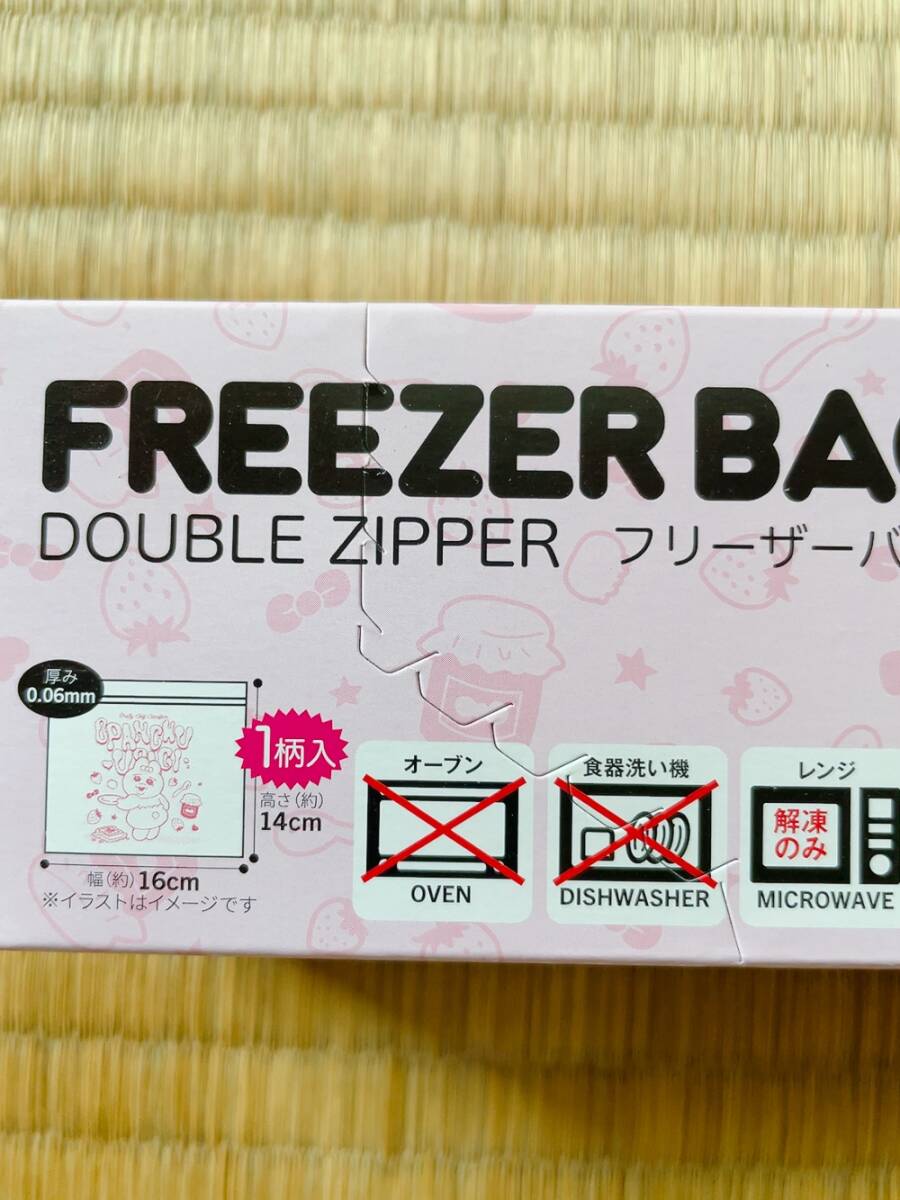 FREEZER BA
DOUBLE ZIPPER フリーザーバ
厚み
0.06mm
OPANCHU
USAGI
1柄入
高さ(約)
14cm
幅(約)16cm
※イラストはイメージです
オーブン
OVEN
食器洗い機
DISHWASHER
レンジ
解凍
のみ
MICROWAVE